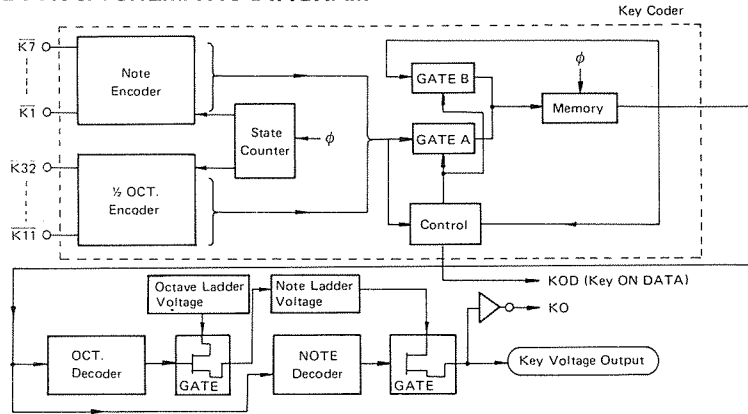 Key Coder
K7
Note
Encoder
K1
State
Counter
ϕ
K32
½ OCT.
Encoder
K11
GATE B
GATE A
ϕ
Memory
Control
KOD (Key ON DATA)
Octave Ladder
Voltage
Note Ladder
Voltage
KO
OCT.
Decoder
GATE
NOTE
Decoder
GATE
Key Voltage Output